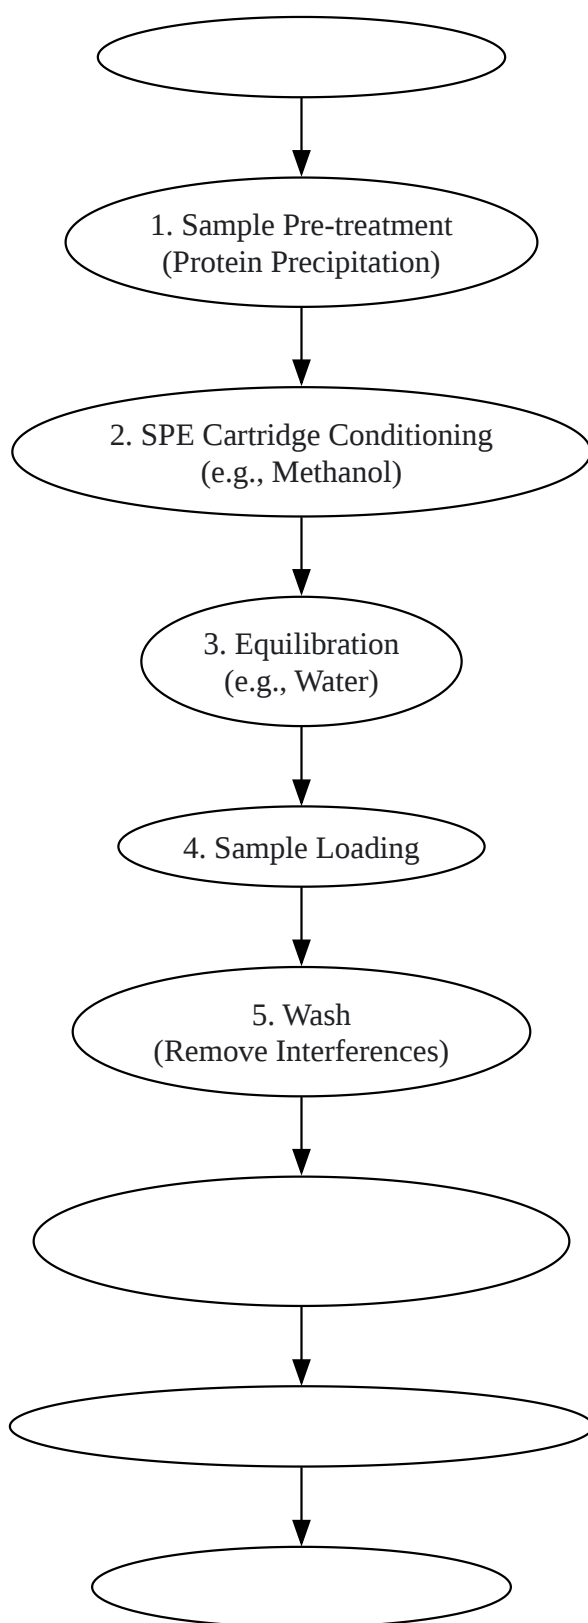 1. Sample Pre-treatment
(Protein Precipitation)
2. SPE Cartridge Conditioning
(e.g., Methanol)
3. Equilibration
(e.g., Water)
4. Sample Loading
5. Wash
(Remove Interferences)